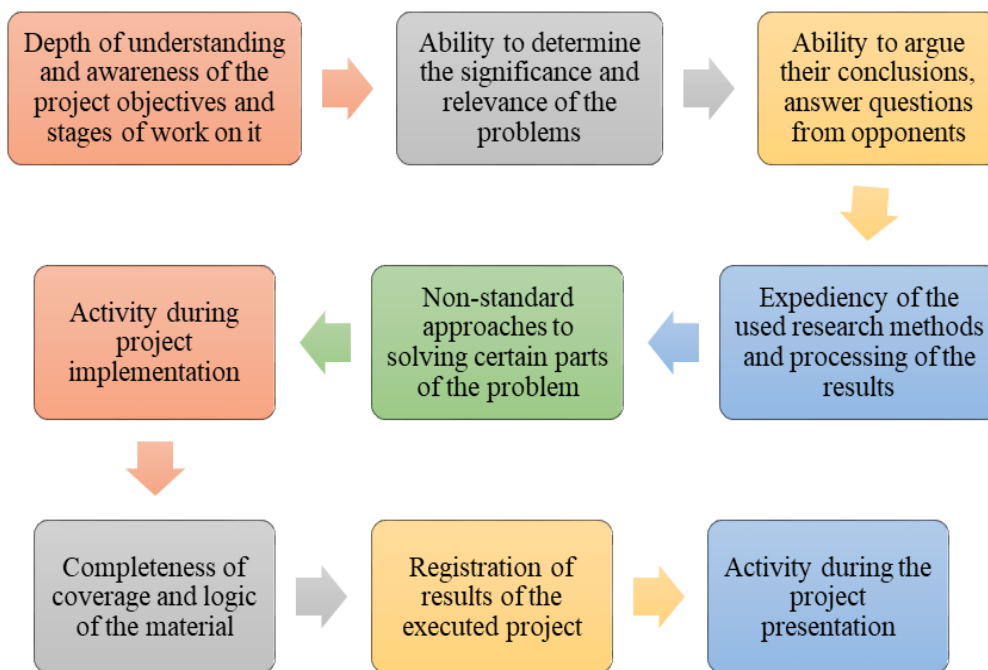 Depth of understanding
and awareness of the
project objectives and
stages of work on it
Ability to determine
the significance and
relevance of the
problems
Ability to argue
their conclusions,
answer questions
from opponents
Expediency of the
used research methods
and processing of the
results
Non-standard
approaches to
solving certain parts
of the problem
Activity during
project
implementation
Completeness of
coverage and logic
of the material
Registration of
results of the
executed project
Activity during the
project
presentation